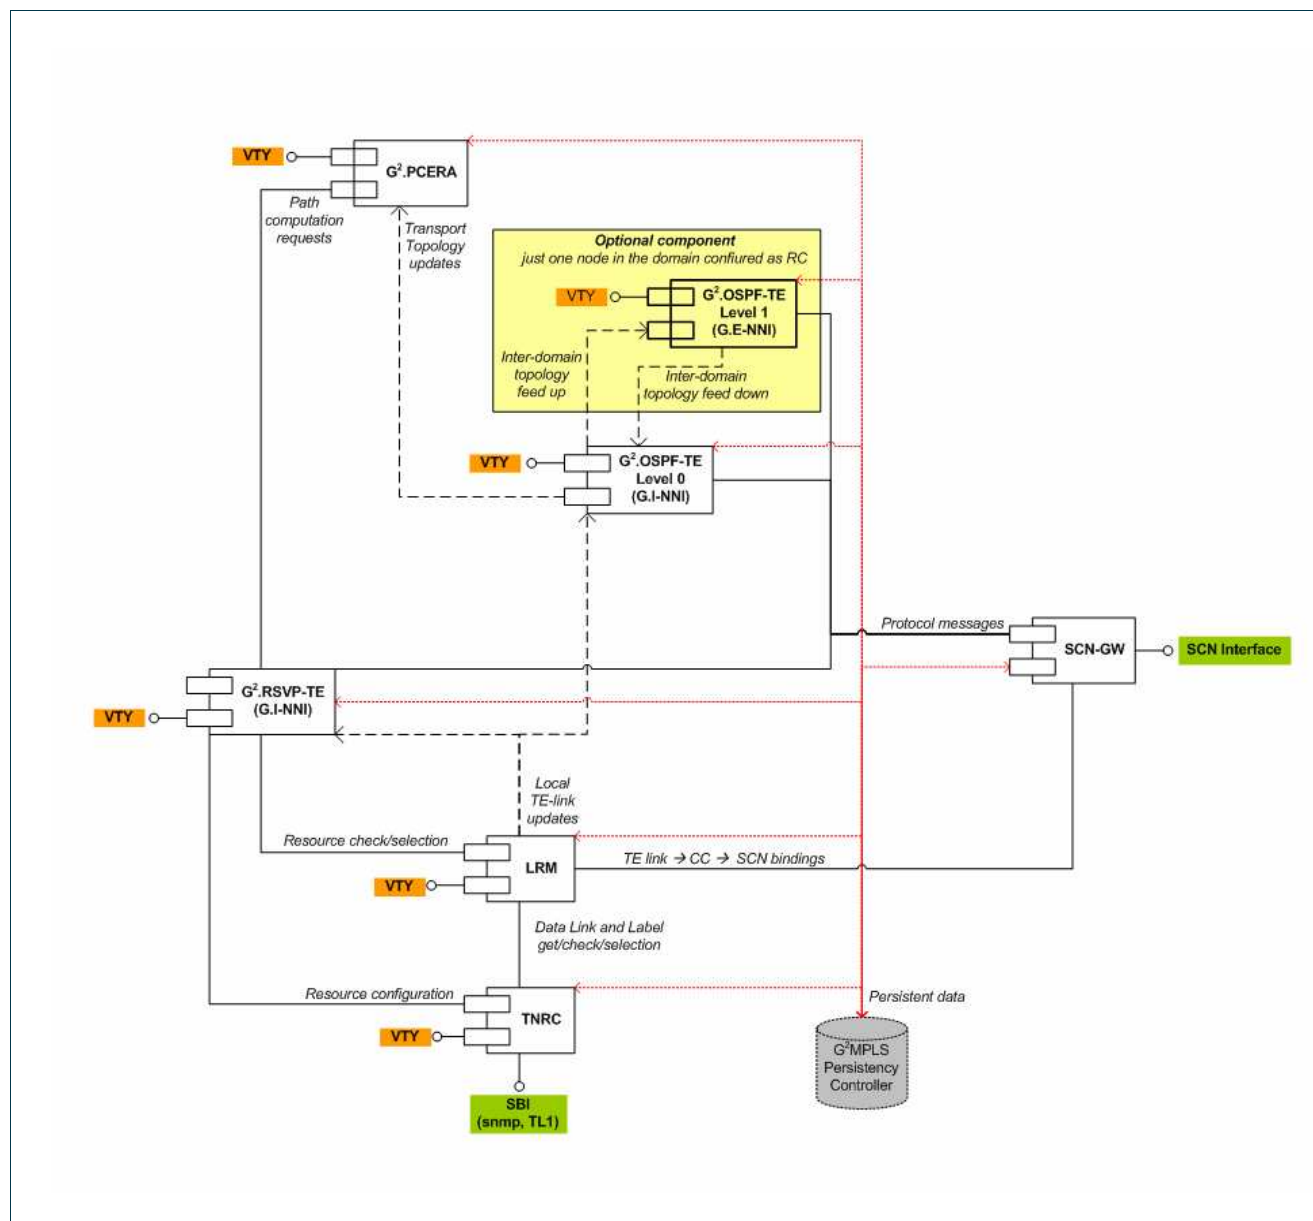 VTY
G².PCERA
Path
computation
requests
Transport
Topology
updates
Optional component
just one node in the domain confiured as RC
VTY
G².OSPF-TE
Level 1
(G.E-NNI)
Inter-domain
topology
feed up
Inter-domain
topology feed down
VTY
G².OSPF-TE
Level 0
(G.I-NNI)
Protocol messages
SCN-GW
SCN Interface
G².RSVP-TE
(G.I-NNI)
VTY
Local
TE-link
updates
Resource check/selection
LRM
TE link → CC → SCN bindings
VTY
Data Link and Label
get/check/selection
Resource configuration
TNRC
VTY
Persistent data
G²MPLS
Persistency
Controller
SBI
(snmp, TL1)